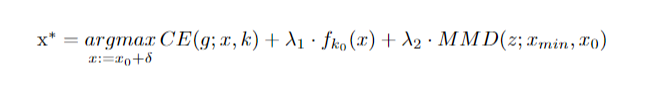 x* = argmax CE(g; x, k) + λ₁ · f_{k₀}(x) + λ₂ · MMD(z; x_{min}, x₀)
x:=x₀+δ